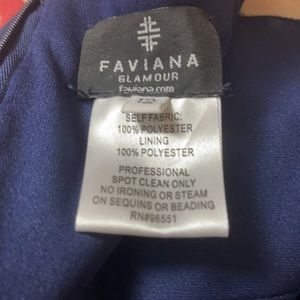 FAVIANA
GLAMOUR
faviana.com
12
SELF FABRIC:
100% POLYESTER
LINING
100% POLYESTER
PROFESSIONAL
SPOT CLEAN ONLY
NO IRONING OR STEAM
ON SEQUINS OR BEADING
RN#96551